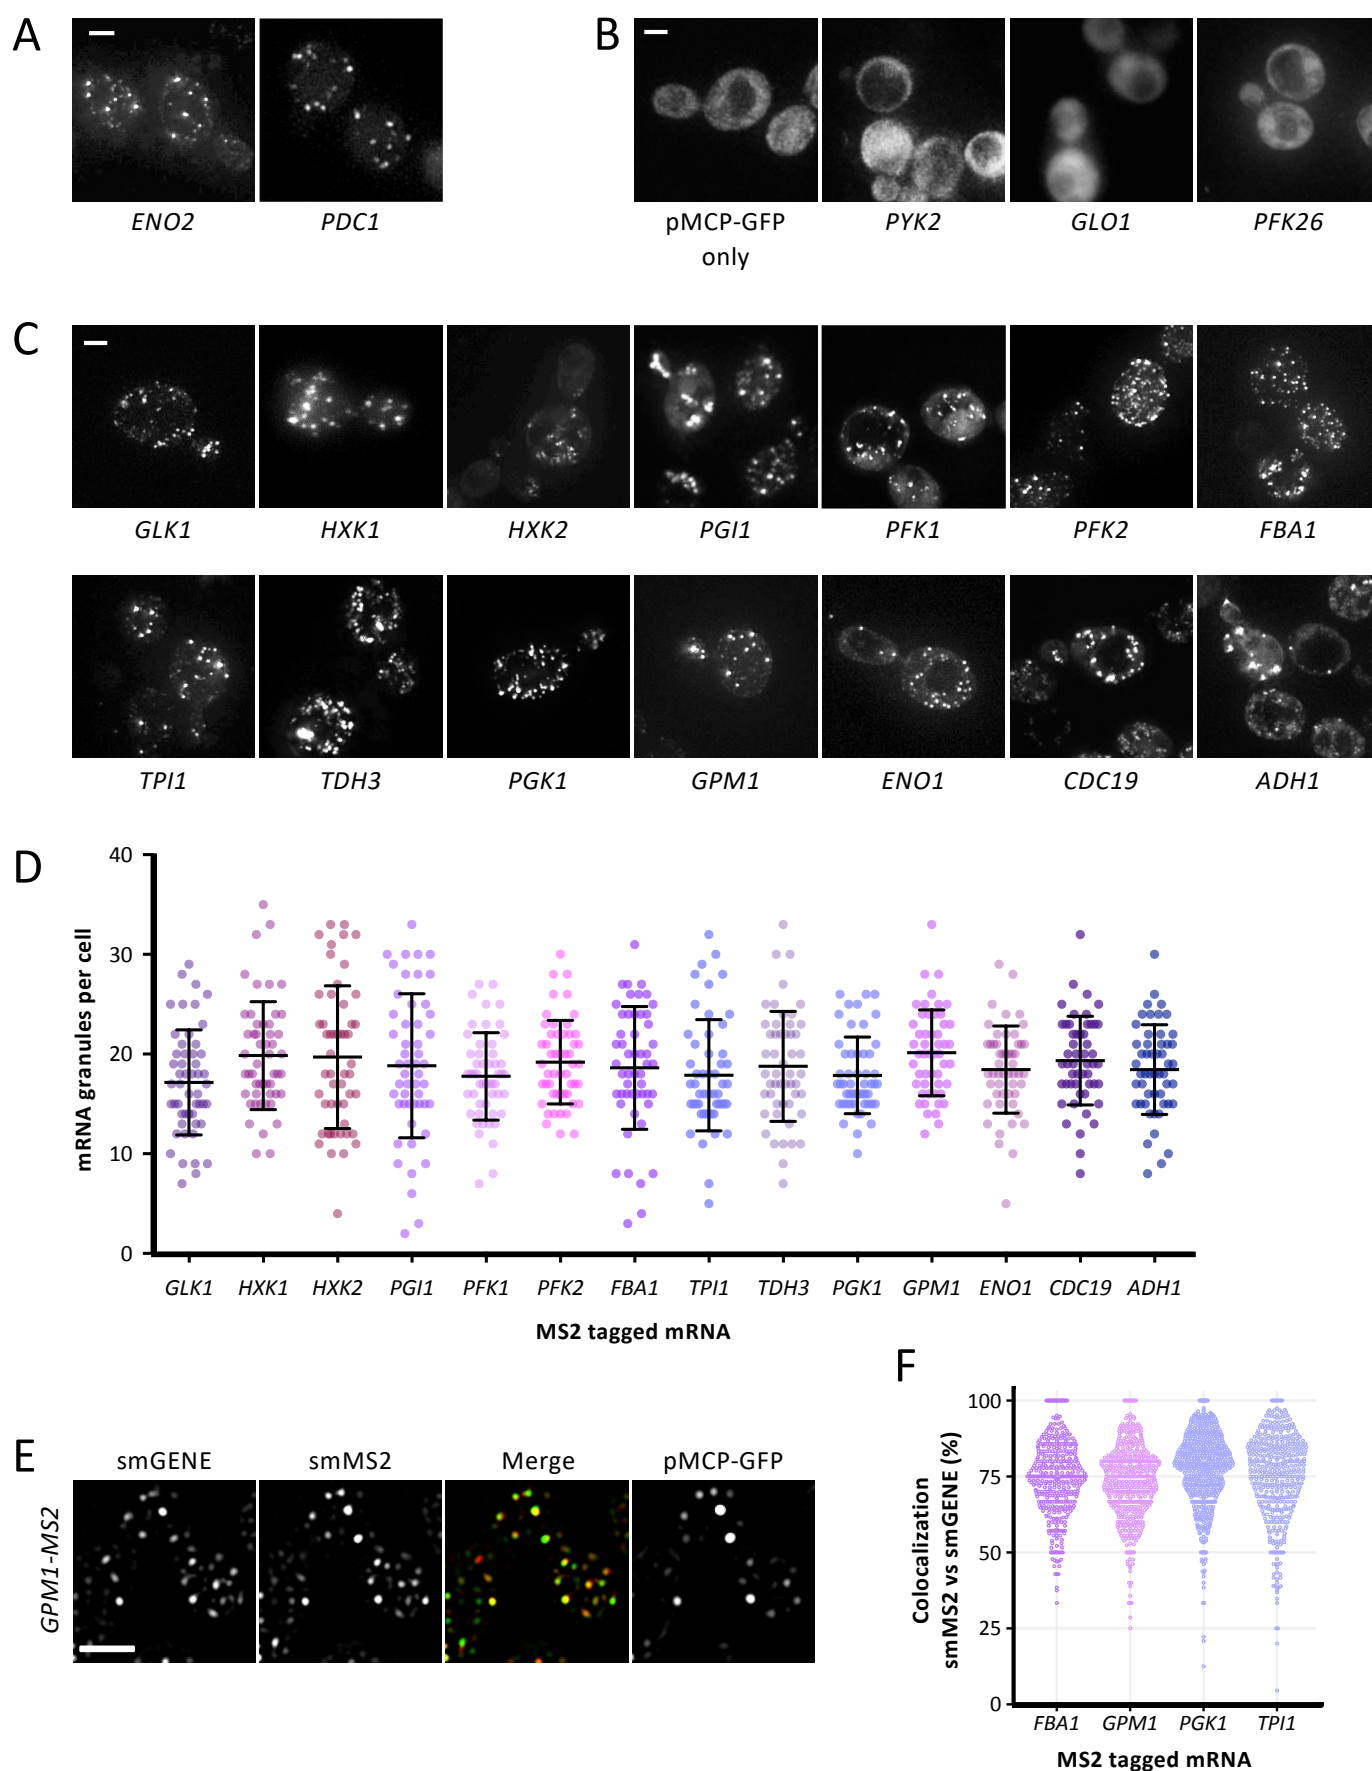 A
B
ENO2 PDC1
pMCP-GFP only
PYK2 GLO1 PFK26
C
GLK1 HXK1 HXK2 PGI1 PFK1 PFK2 FBA1
TPI1 TDH3 PGK1 GPM1 ENO1 CDC19 ADH1
D
mRNA granules per cell
40
30
20
10
0
GLK1 HXK1 HXK2 PGI1 PFK1 PFK2 FBA1 TPI1 TDH3 PGK1 GPM1 ENO1 CDC19 ADH1
MS2 tagged mRNA
E
smGENE smMS2 Merge pMCP-GFP
GPM1-MS2
F
Colocalization
smMS2 vs smGENE (%)
100
75
50
25
0
FBA1 GPM1 PGK1 TPI1
MS2 tagged mRNA